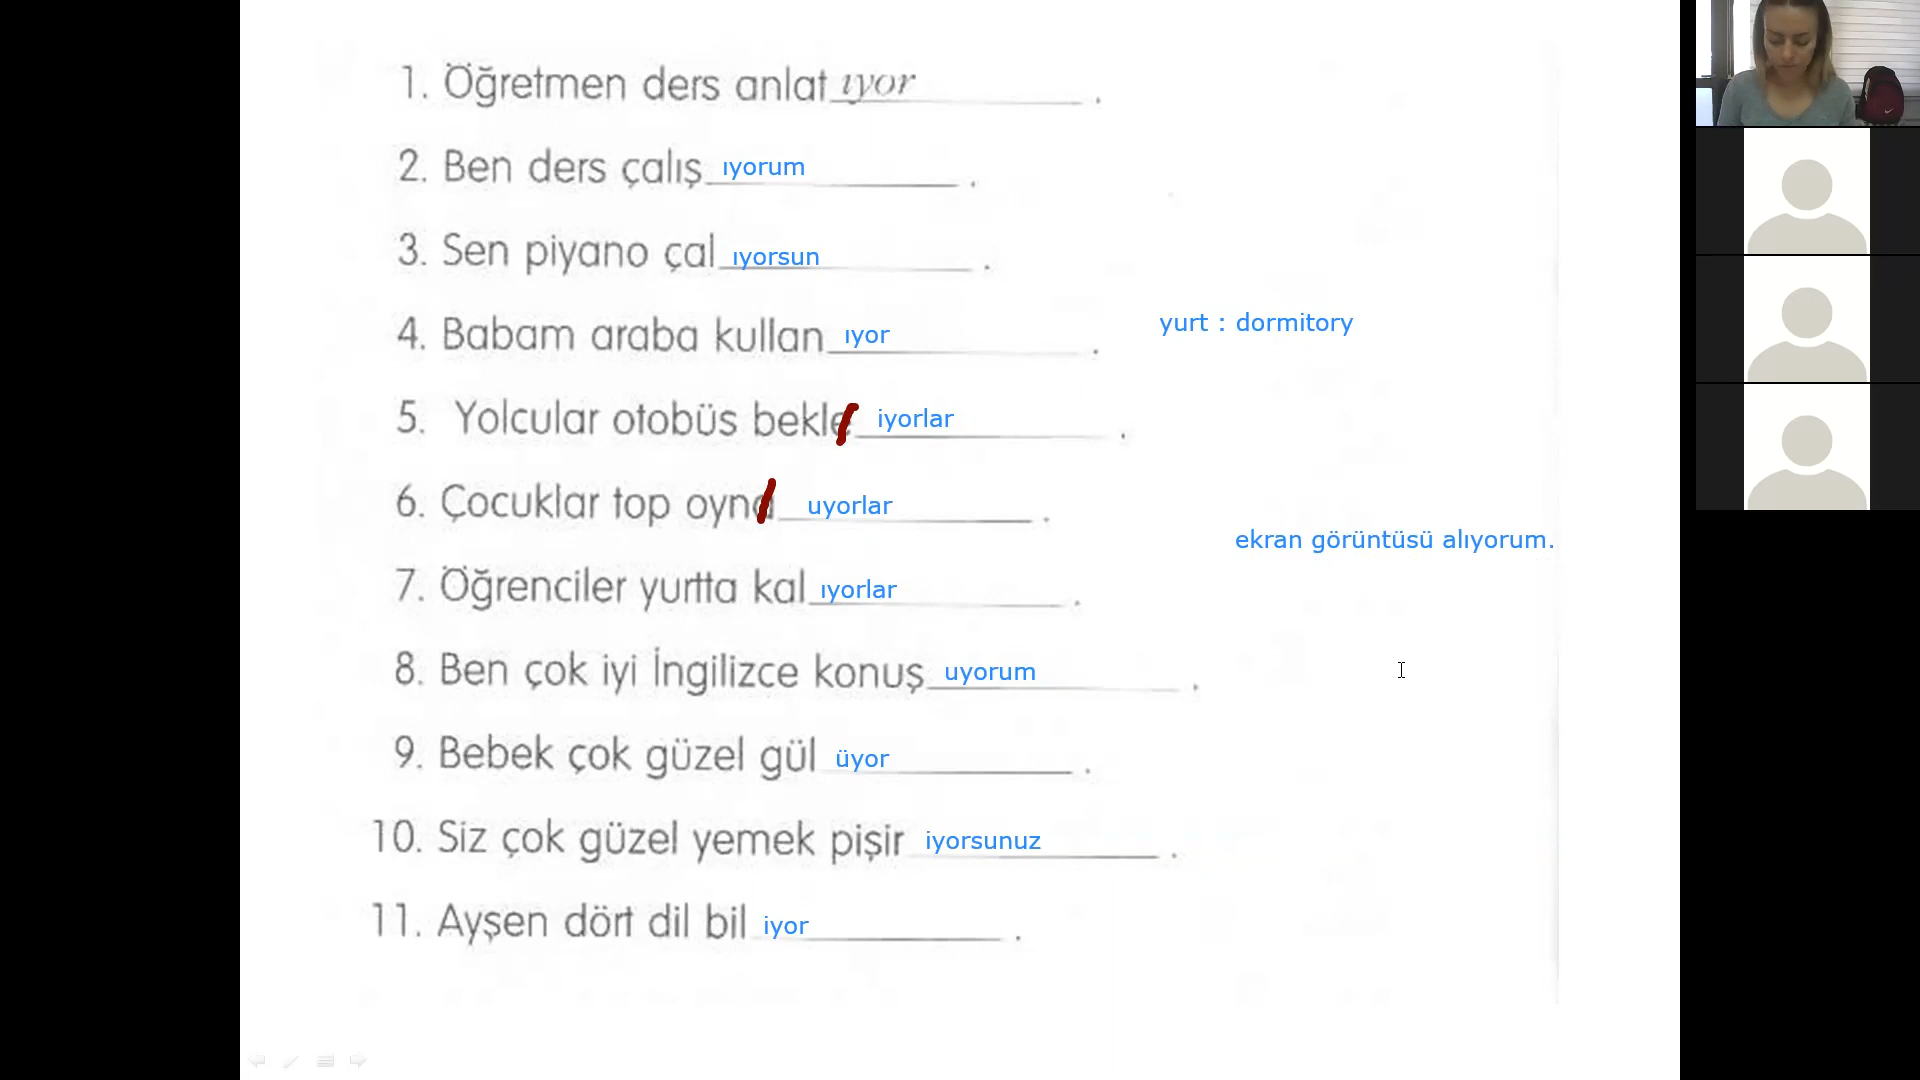 1. Öğretmen ders anlat ıyor .
2. Ben ders çalış ıyorum .
3. Sen piyano çal ıyorsun .
4. Babam araba kullan ıyor .
yurt : dormitory
5. Yolcular otobüs bekle iyorlar .
6. Çocuklar top oyna uyorlar .
ekran görüntüsü alıyorum.
7. Öğrenciler yurtta kal ıyorlar .
8. Ben çok iyi İngilizce konuş uyorum .
9. Bebek çok güzel gül üyor .
10. Siz çok güzel yemek pişir iyorsunuz .
11. Ayşen dört dil bil iyor .